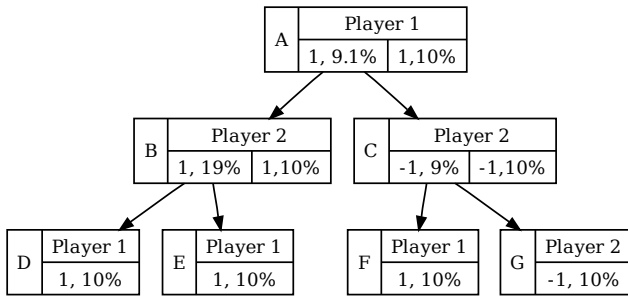 A
Player 1
1, 9.1%
1,10%
B
Player 2
1, 19%
1,10%
C
Player 2
-1, 9%
-1,10%
D
Player 1
1, 10%
E
Player 1
1, 10%
F
Player 1
1, 10%
G
Player 2
-1, 10%